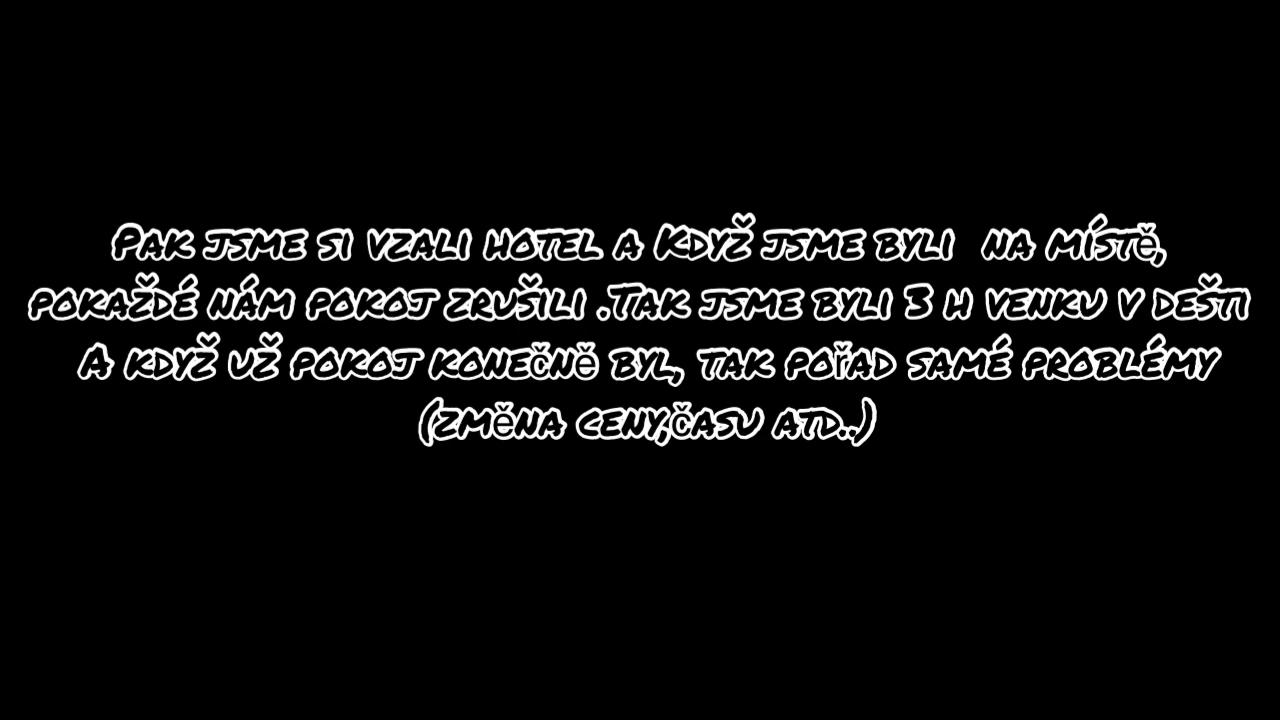 Pak jsme si vzali hotel a Když jsme byli  na místě,
pokaždé nám pokoj zrušili .Tak jsme byli 3 h venku v dešti
A když už pokoj konečně byl, tak pořad samé problémy
(změna ceny,času atd..)